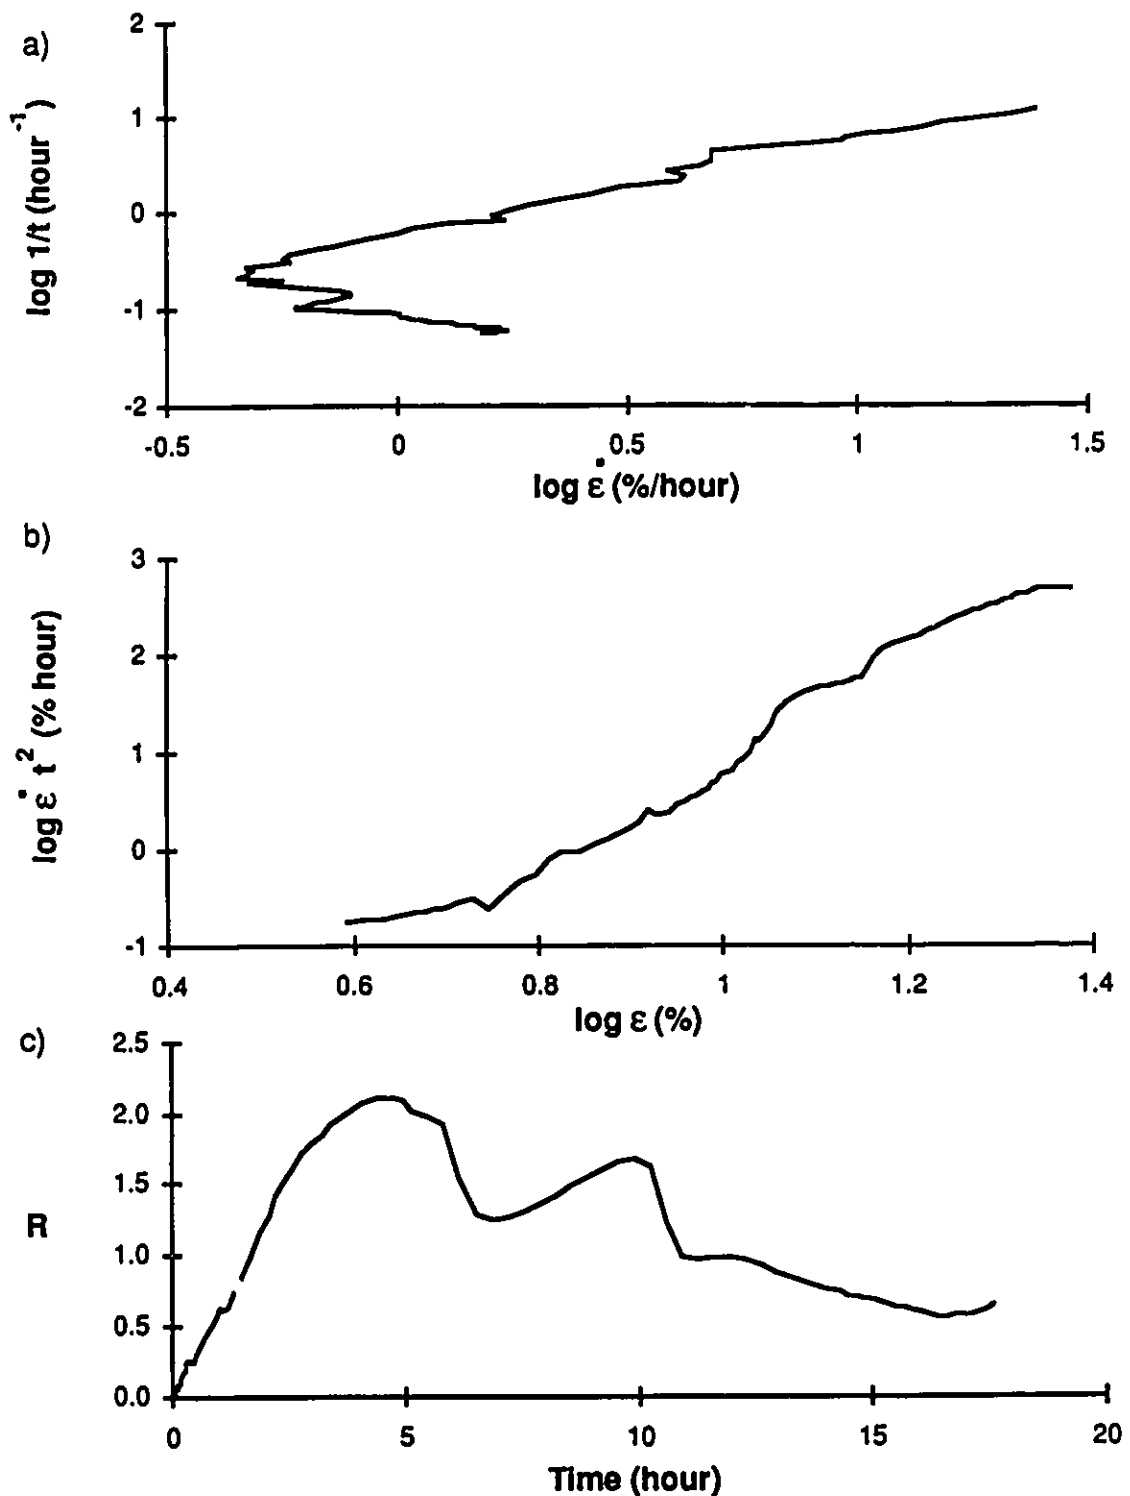 a)
2
1
0
-1
-2
log 1/t (hour⁻¹)
-0.5 0 0.5 1 1.5
log ε̇ (%/hour)
b)
3
2
1
0
-1
log ε̇ t² (% hour)
0.4 0.6 0.8 1 1.2 1.4
log ε (%)
c)
2.5
2.0
1.5
1.0
0.5
0.0
R
0 5 10 15 20
Time (hour)